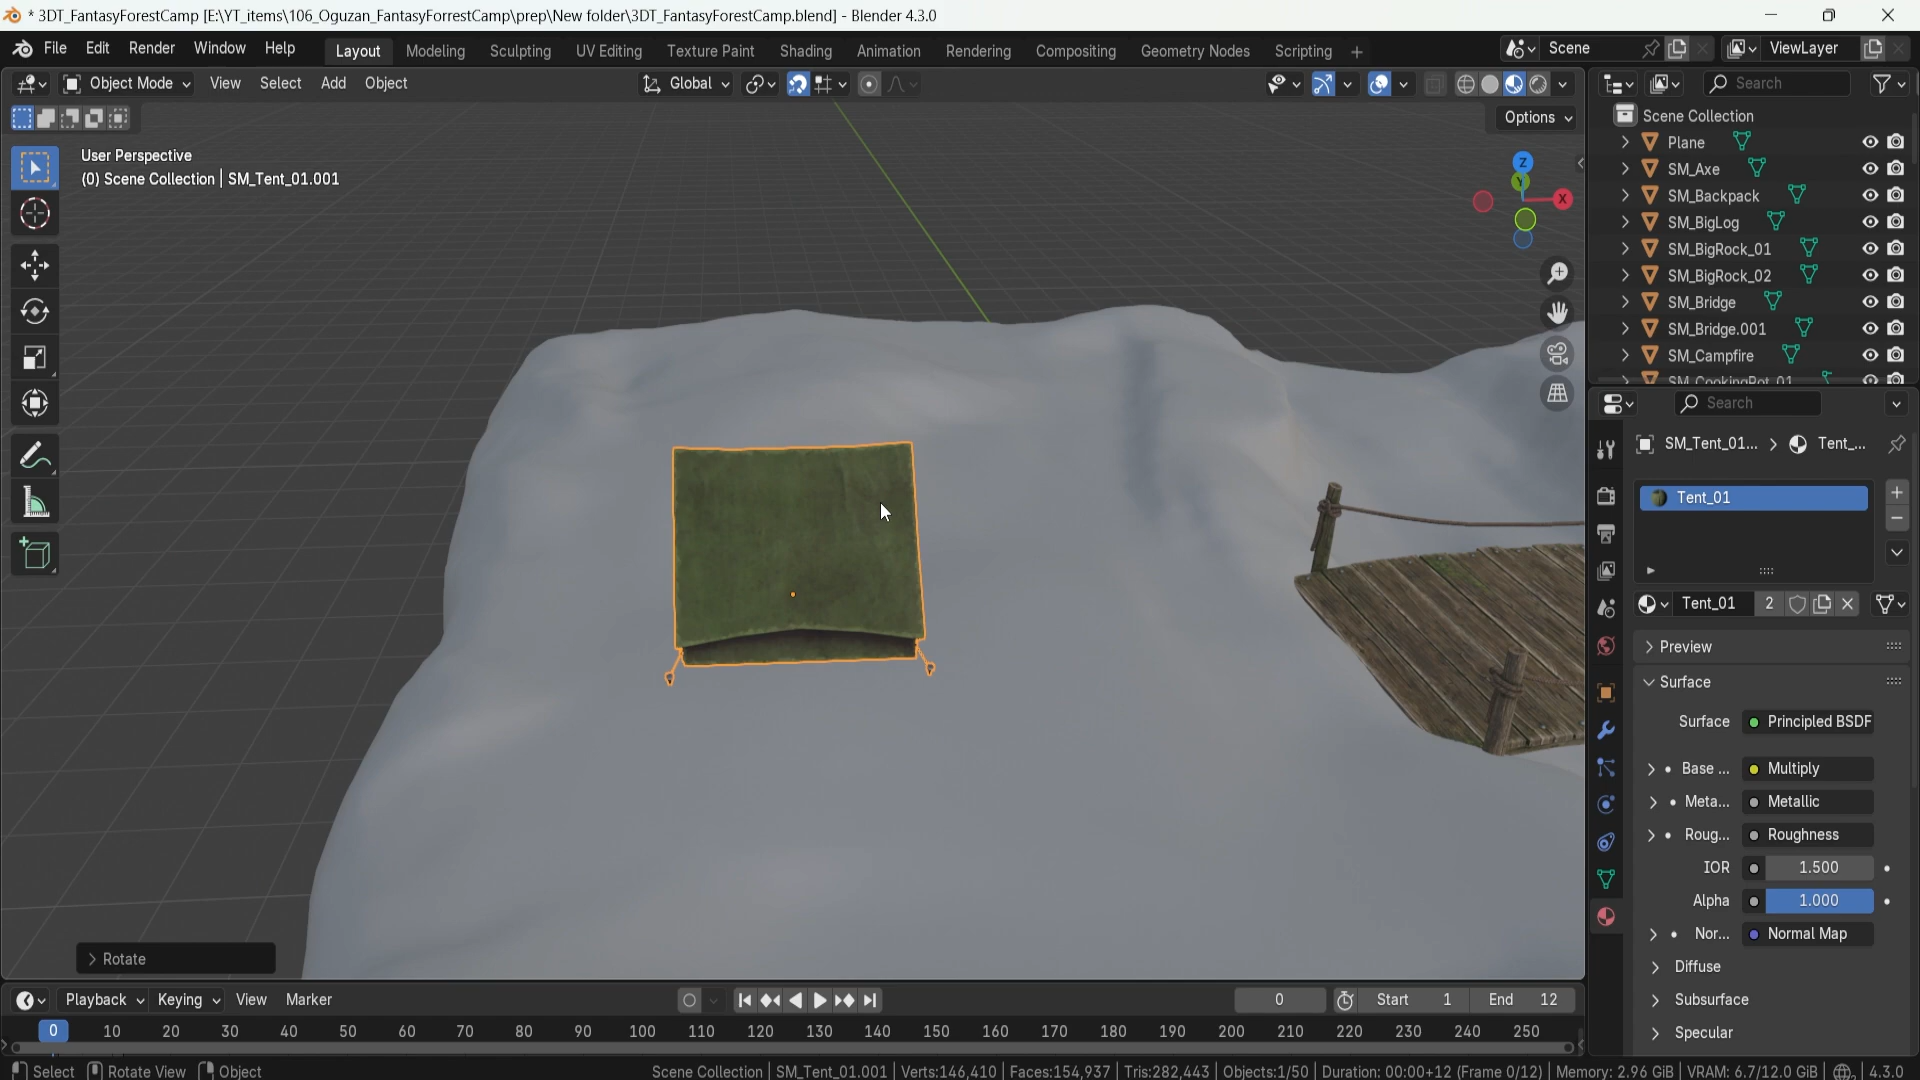 * 3DT_FantasyForestCamp [E:\YT_items\106_Oguzan_FantasyForrestCamp\prep\New folder\3DT_FantasyForestCamp.blend] - Blender 4.3.0
File Edit Render Window Help Layout Modeling Sculpting UV Editing Texture Paint Shading Animation Rendering Compositing Geometry Nodes Scripting + Scene ViewLayer
Object Mode View Select Add Object Global Search
Options
User Perspective
(0) Scene Collection | SM_Tent_01.001
Z
Y
X
Scene Collection
Plane
SM_Axe
SM_Backpack
SM_BigLog
SM_BigRock_01
SM_BigRock_02
SM_Bridge
SM_Bridge.001
SM_Campfire
SM_CookingPot_01
Search
SM_Tent_01... > Tent_...
Tent_01
Tent_01 2
Preview
Surface
Surface Principled BSDF
Base ... Multiply
Meta... Metallic
Roug... Roughness
IOR 1.500
Alpha 1.000
Nor... Normal Map
Diffuse
Subsurface
Specular
> Rotate
Playback Keying View Marker 0 Start 1 End 12
0 10 20 30 40 50 60 70 80 90 100 110 120 130 140 150 160 170 180 190 200 210 220 230 240 250
Select Rotate View Object Scene Collection | SM_Tent_01.001 | Verts:146,410 | Faces:154,937 | Tris:282,443 | Objects:1/50 | Duration: 00:00+12 (Frame 0/12) | Memory: 2.96 GiB | VRAM: 6.7/12.0 GiB | 4.3.0